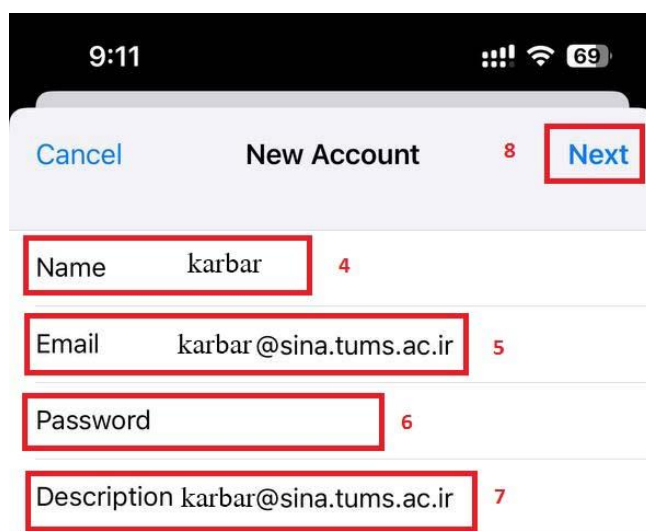 9:11 69
Cancel New Account 8 Next
Name karbar 4
Email karbar@sina.tums.ac.ir 5
Password 6
Description karbar@sina.tums.ac.ir 7